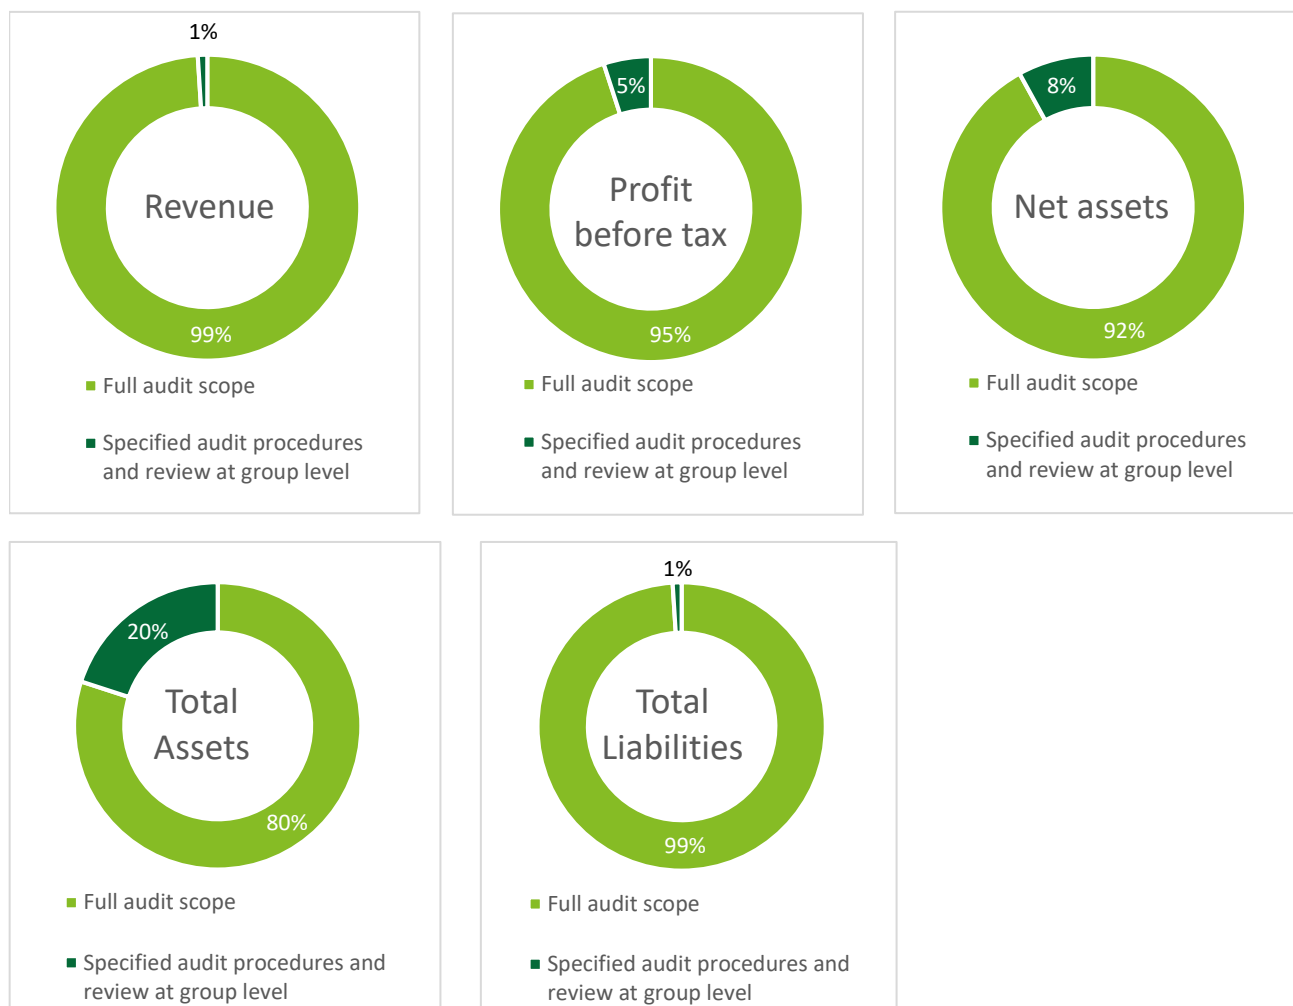 1%
Revenue
99%
Full audit scope
Specified audit procedures
and review at group level
5%
Profit
before tax
95%
Full audit scope
Specified audit procedures
and review at group level
8%
Net assets
92%
Full audit scope
Specified audit procedures
and review at group level
20%
Total
Assets
80%
Full audit scope
Specified audit procedures and
review at group level
1%
Total
Liabilities
99%
Full audit scope
Specified audit procedures and
review at group level